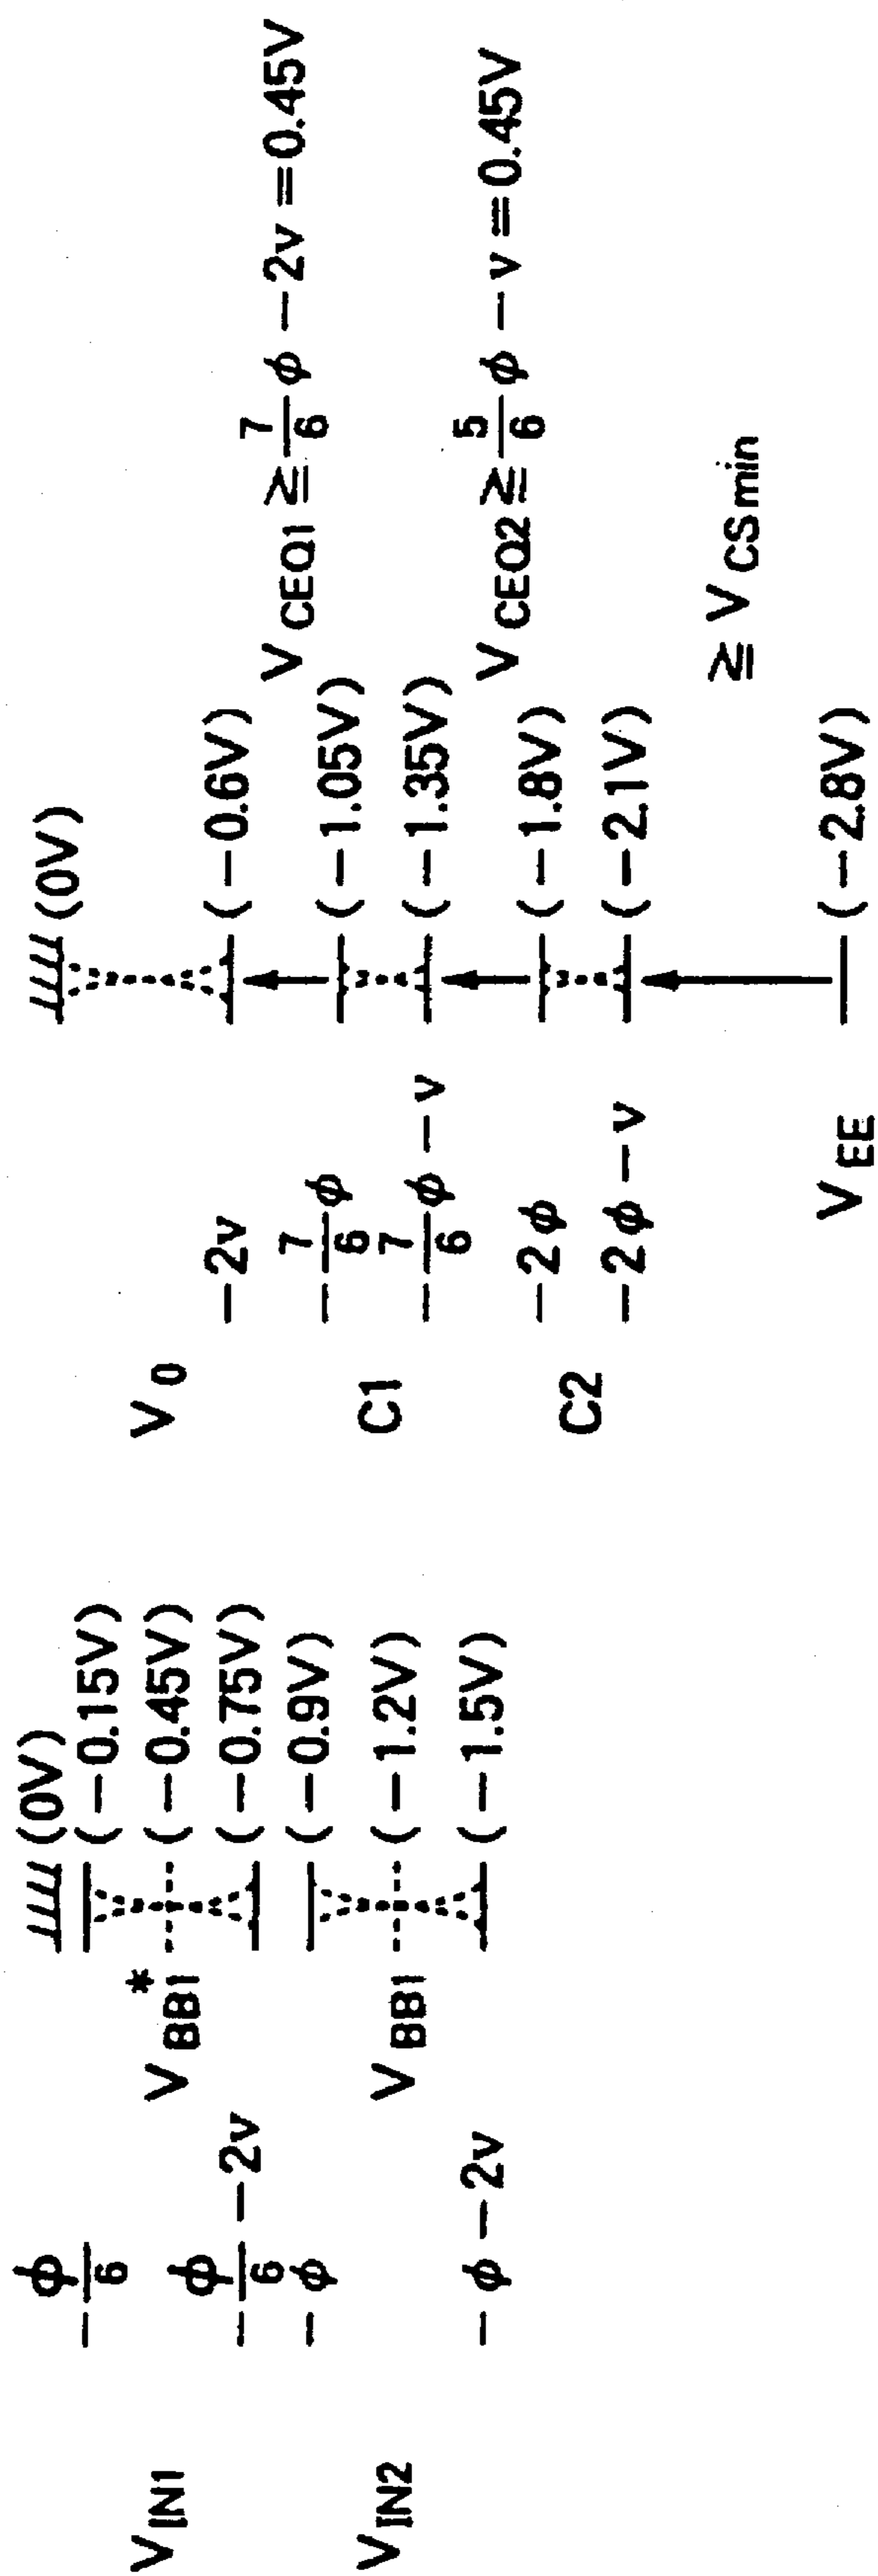 (0V)
−ϕ/6 (−0.15V)
V_IN1 V_BB1* (−0.45V)
−ϕ/6 −2v (−0.75V)
−ϕ (−0.9V)
V_IN2 V_BB1 (−1.2V)
−ϕ −2v (−1.5V)
(0V)
V_0
−2v (−0.6V)
V_CEQ1 ≧ 7/6 ϕ −2v = 0.45V
−7/6 ϕ (−1.05V)
C1
−7/6 ϕ −v (−1.35V)
V_CEQ2 ≧ 5/6 ϕ −v = 0.45V
−2ϕ (−1.8V)
C2
−2ϕ −v (−2.1V)
≧ V_CSmin
V_EE (−2.8V)